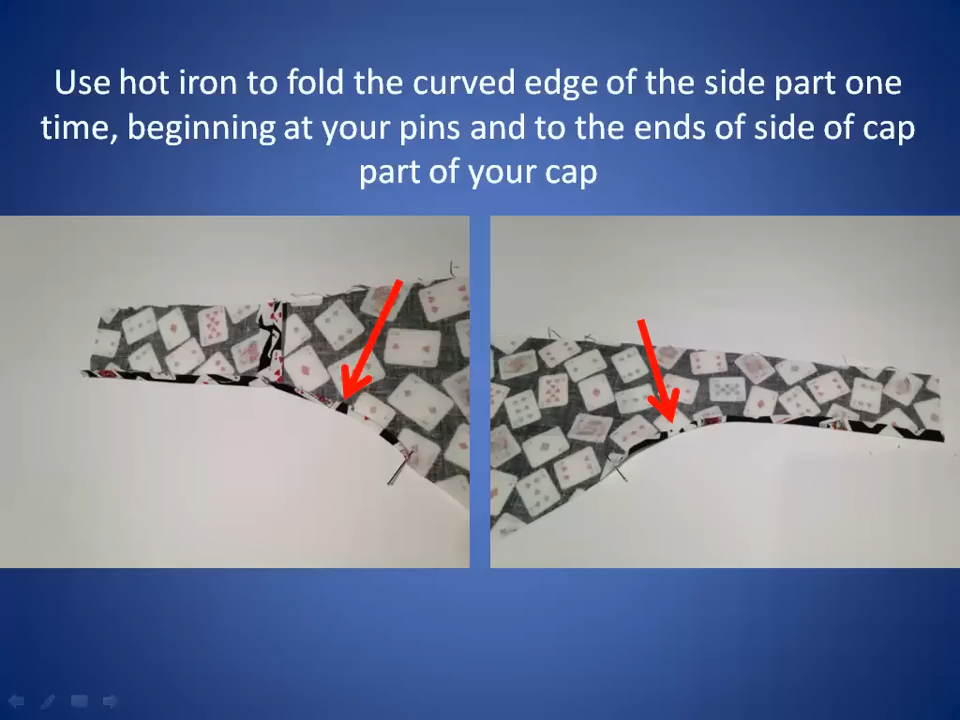 Use hot iron to fold the curved edge of the side part one
time, beginning at your pins and to the ends of side of cap
part of your cap